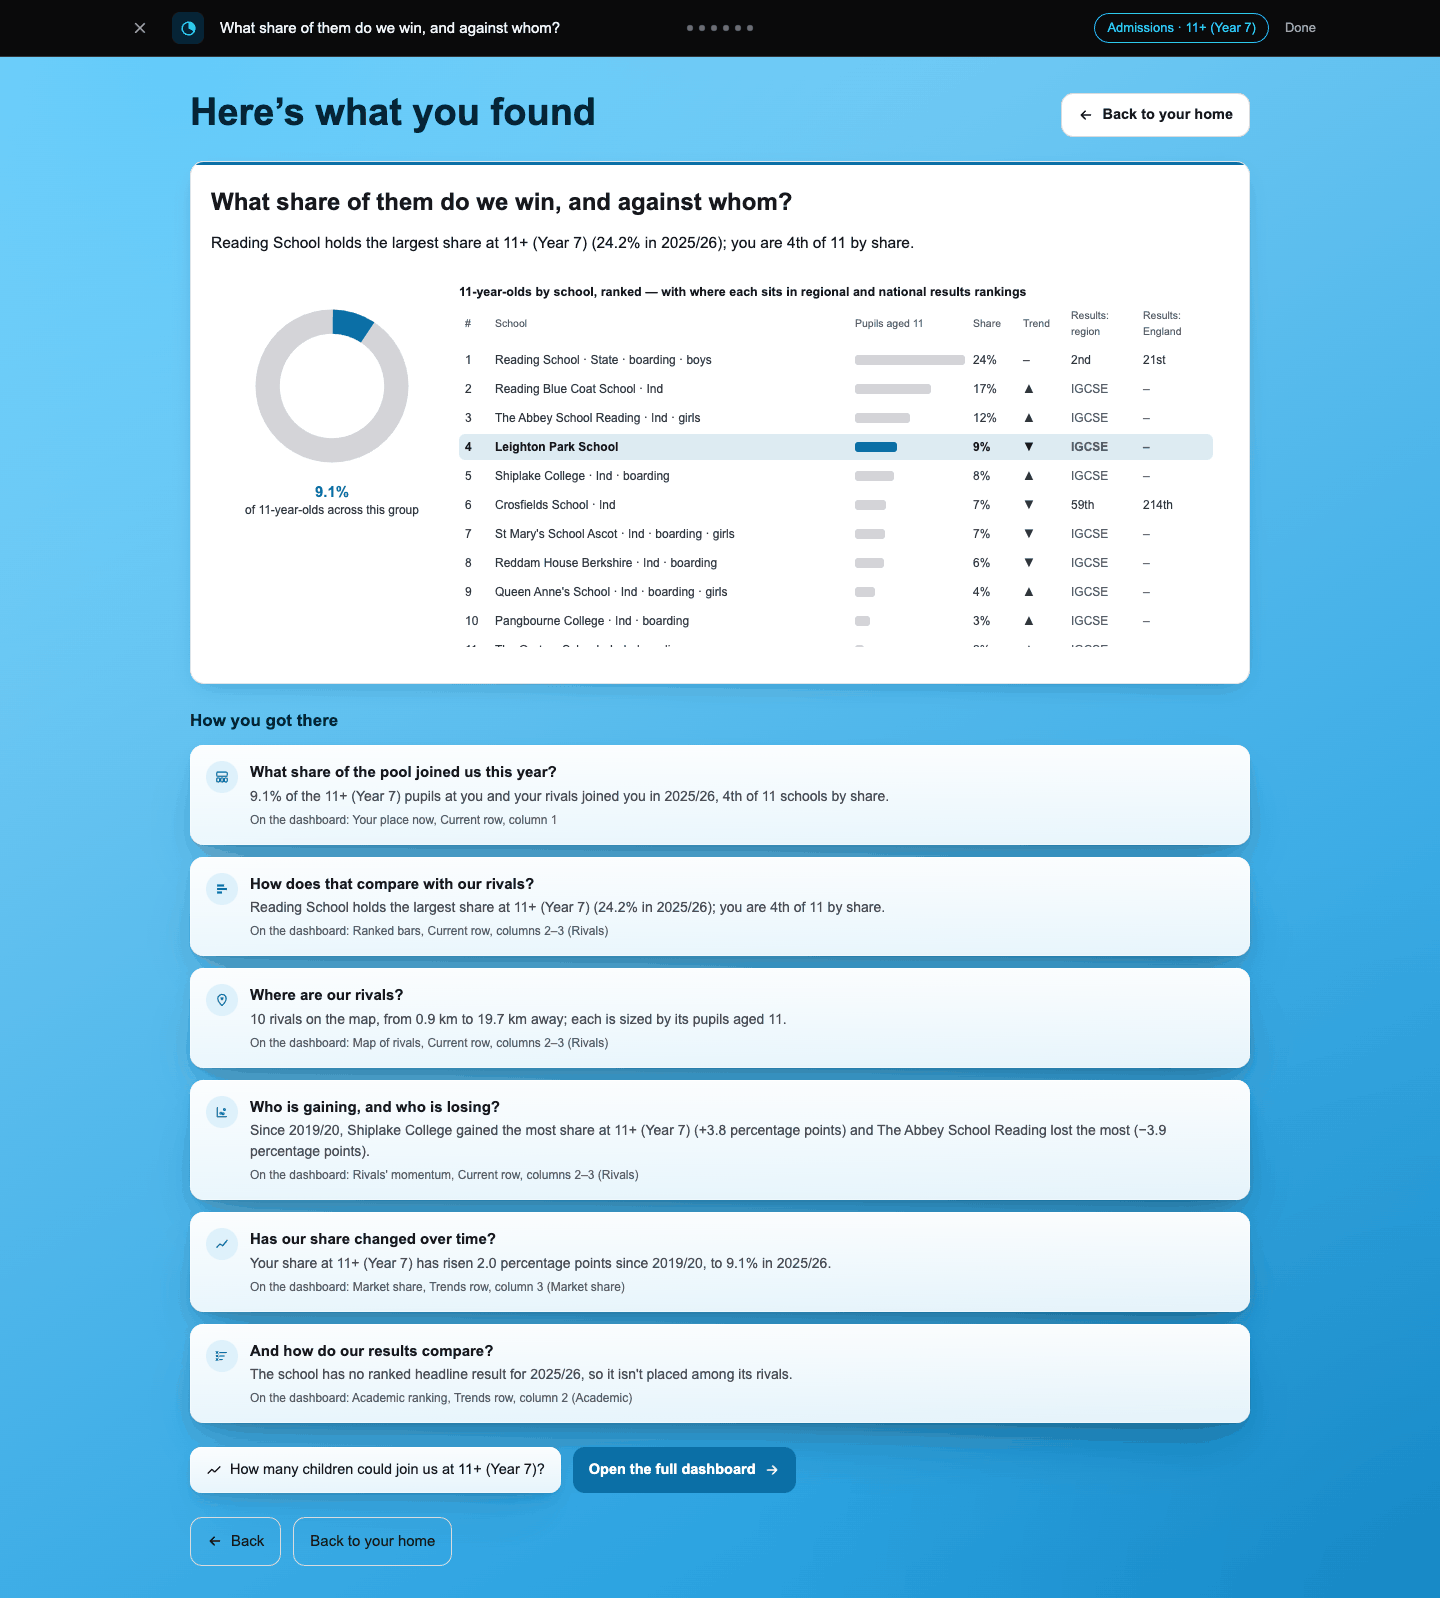 What share of them do we win, and against whom?
Admissions · 11+ (Year 7)
Done
Here’s what you found
← Back to your home
What share of them do we win, and against whom?
Reading School holds the largest share at 11+ (Year 7) (24.2% in 2025/26); you are 4th of 11 by share.
9.1%
of 11-year-olds across this group
11-year-olds by school, ranked — with where each sits in regional and national results rankings
# School Pupils aged 11 Share Trend Results: region Results: England
1 Reading School · State · boarding · boys 24% – 2nd 21st
2 Reading Blue Coat School · Ind 17% ▲ IGCSE –
3 The Abbey School Reading · Ind · girls 12% ▲ IGCSE –
4 Leighton Park School 9% ▼ IGCSE –
5 Shiplake College · Ind · boarding 8% ▲ IGCSE –
6 Crosfields School · Ind 7% ▼ 59th 214th
7 St Mary's School Ascot · Ind · boarding · girls 7% ▼ IGCSE –
8 Reddam House Berkshire · Ind · boarding 6% ▼ IGCSE –
9 Queen Anne's School · Ind · boarding · girls 4% ▲ IGCSE –
10 Pangbourne College · Ind · boarding 3% ▲ IGCSE –
How you got there
What share of the pool joined us this year?
9.1% of the 11+ (Year 7) pupils at you and your rivals joined you in 2025/26, 4th of 11 schools by share.
On the dashboard: Your place now, Current row, column 1
How does that compare with our rivals?
Reading School holds the largest share at 11+ (Year 7) (24.2% in 2025/26); you are 4th of 11 by share.
On the dashboard: Ranked bars, Current row, columns 2–3 (Rivals)
Where are our rivals?
10 rivals on the map, from 0.9 km to 19.7 km away; each is sized by its pupils aged 11.
On the dashboard: Map of rivals, Current row, columns 2–3 (Rivals)
Who is gaining, and who is losing?
Since 2019/20, Shiplake College gained the most share at 11+ (Year 7) (+3.8 percentage points) and The Abbey School Reading lost the most (−3.9
percentage points).
On the dashboard: Rivals' momentum, Current row, columns 2–3 (Rivals)
Has our share changed over time?
Your share at 11+ (Year 7) has risen 2.0 percentage points since 2019/20, to 9.1% in 2025/26.
On the dashboard: Market share, Trends row, column 3 (Market share)
And how do our results compare?
The school has no ranked headline result for 2025/26, so it isn't placed among its rivals.
On the dashboard: Academic ranking, Trends row, column 2 (Academic)
How many children could join us at 11+ (Year 7)?
Open the full dashboard →
← Back
Back to your home